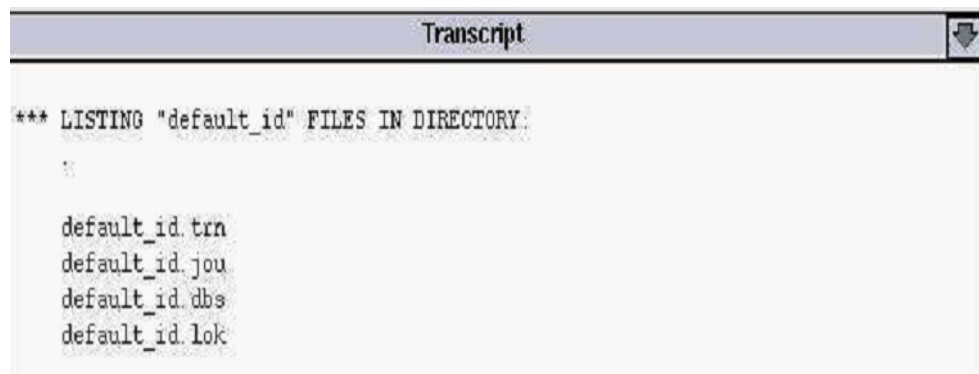 Transcript
*** LISTING "default_id" FILES IN DIRECTORY:
default_id.trn
default_id.jou
default_id.dbs
default_id.lok